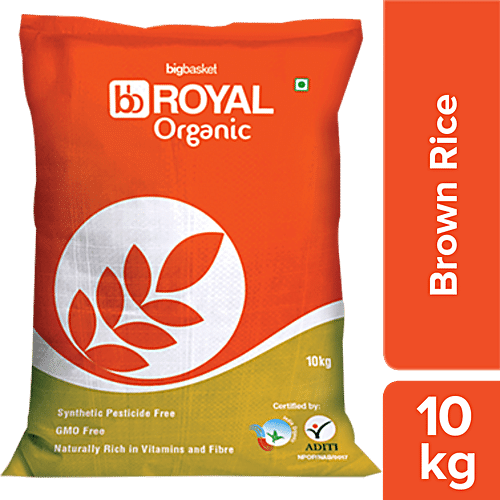 bigbasket
bb ROYAL
Organic
10kg
Synthetic Pesticide Free
GMO Free
Naturally Rich in Vitamins and Fibre
Certified by:
ADITI
Brown Rice
10
kg